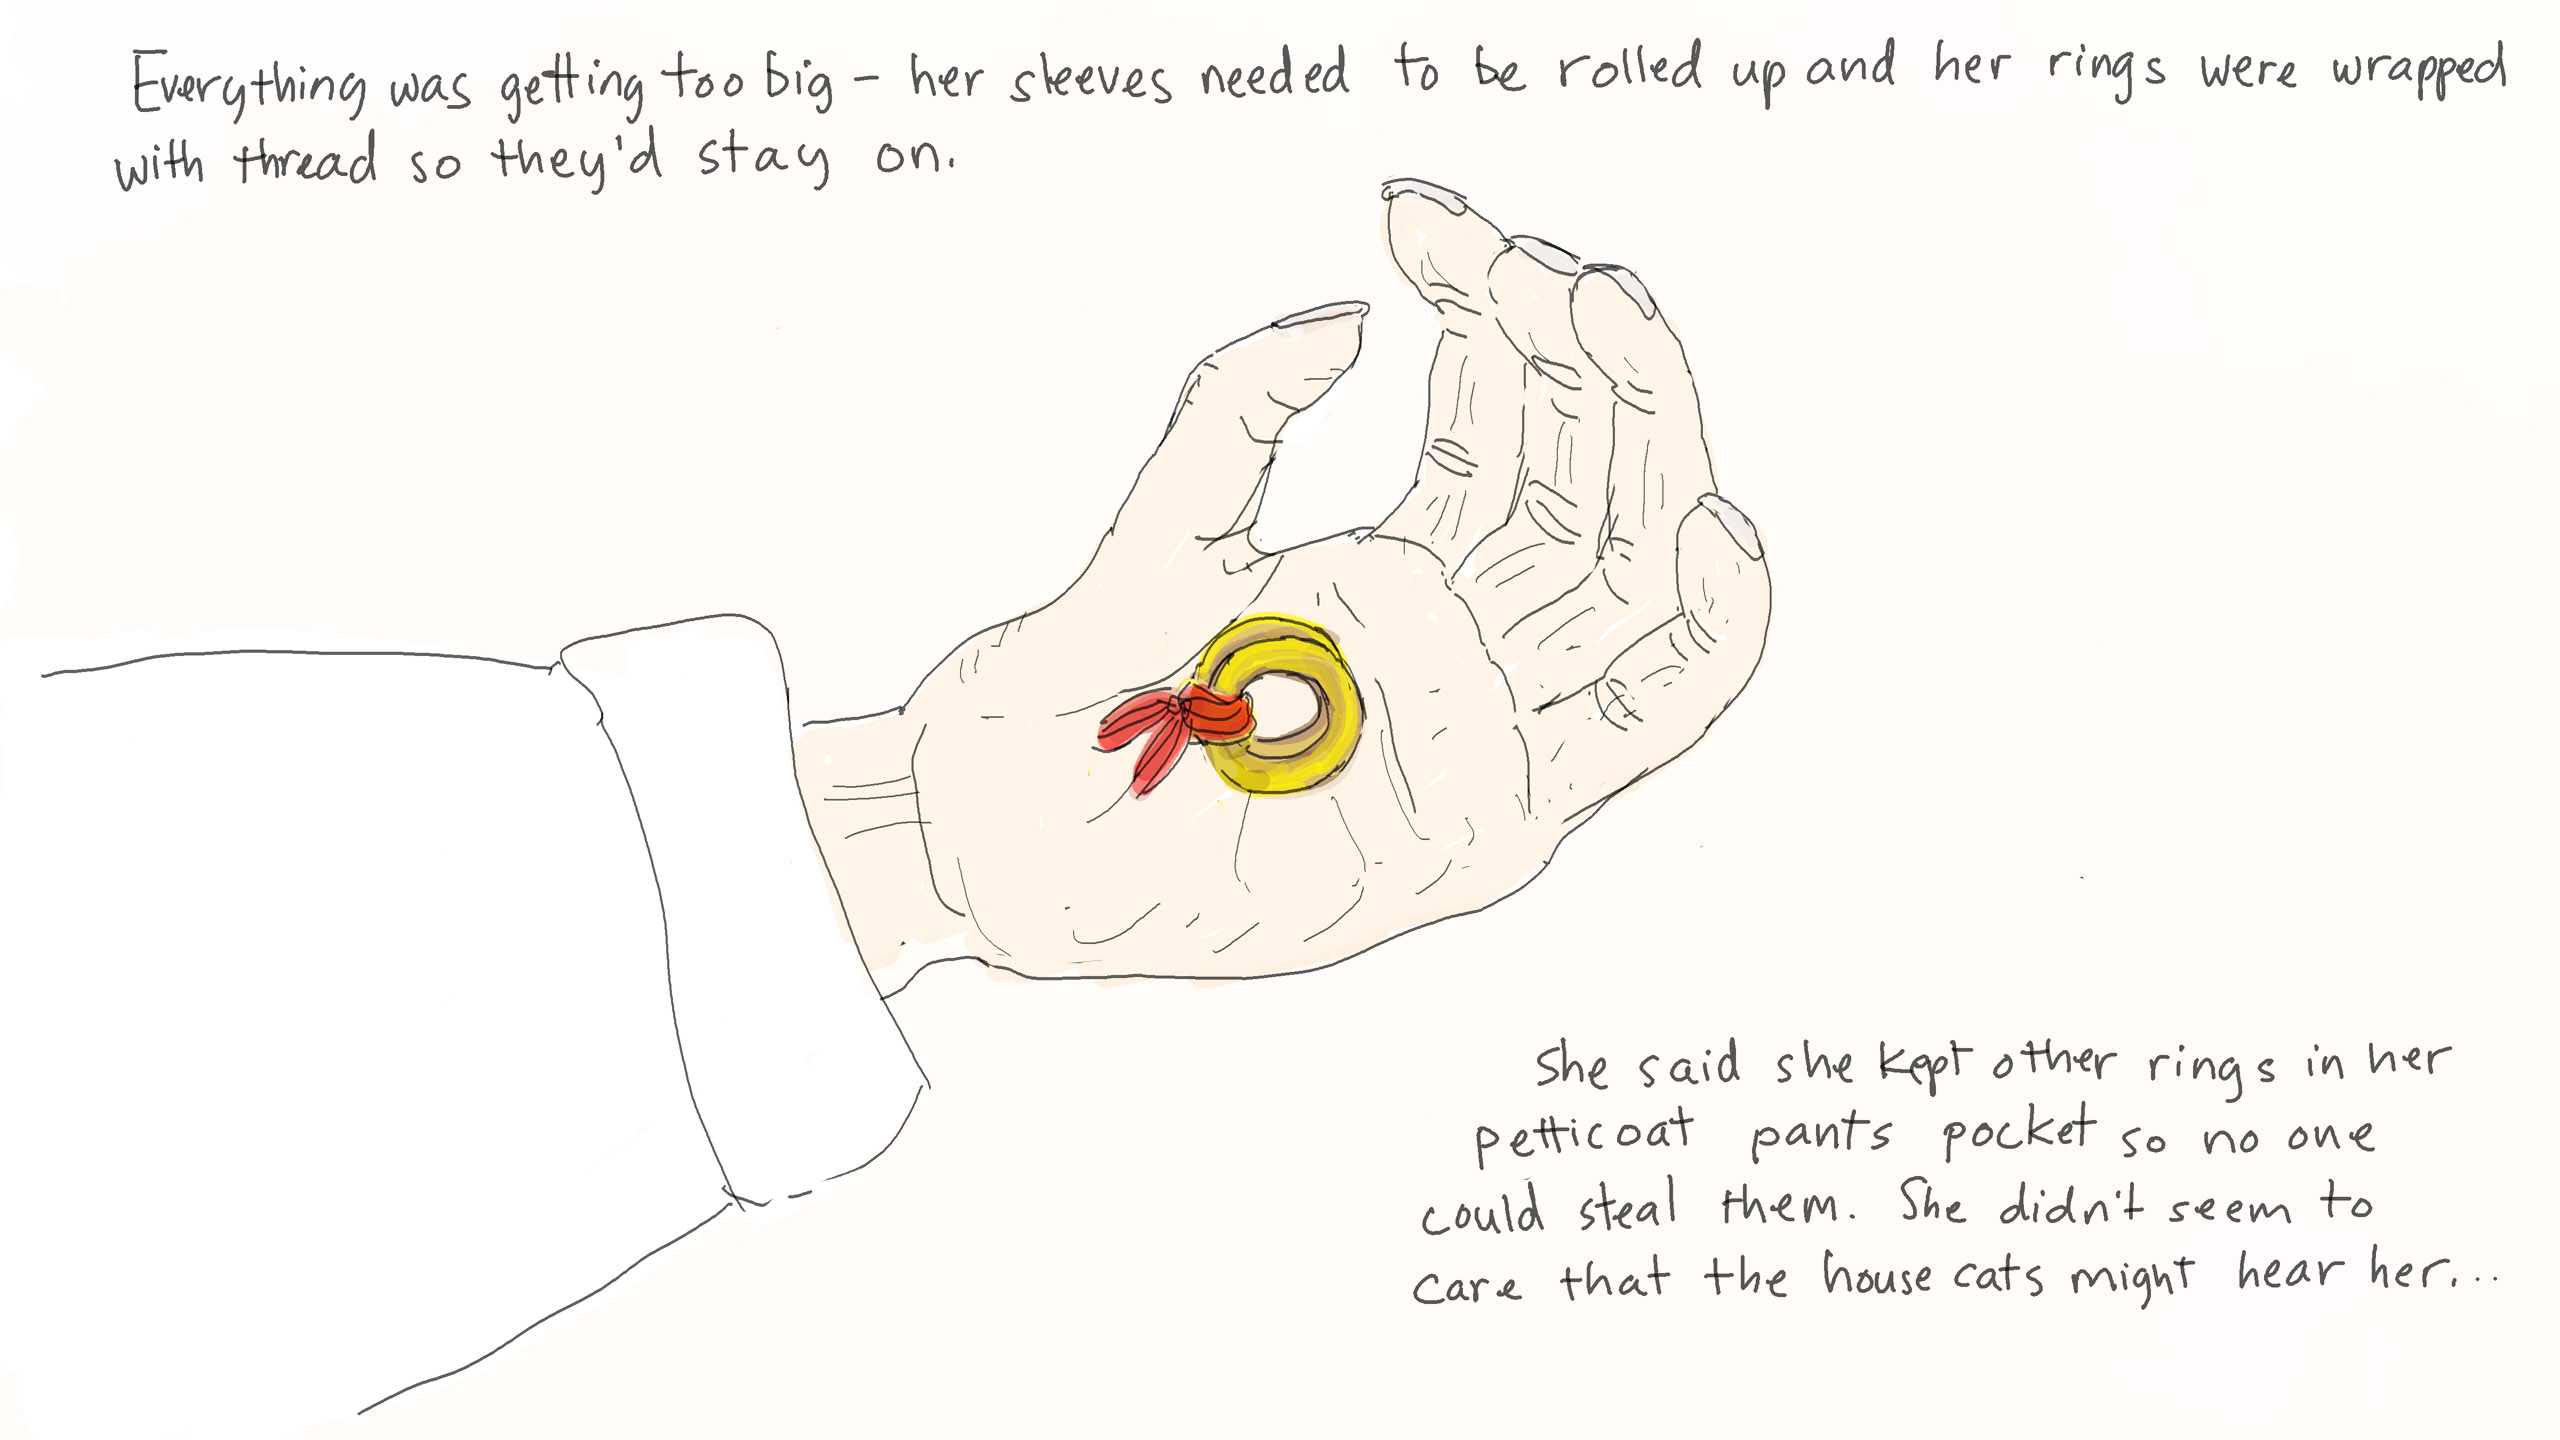 Everything was getting too big - her sleeves needed to be rolled up and her rings were wrapped
with thread so they'd stay on.
She said she kept other rings in her
petticoat pants pocket so no one
could steal them. She didn't seem to
care that the house cats might hear her...